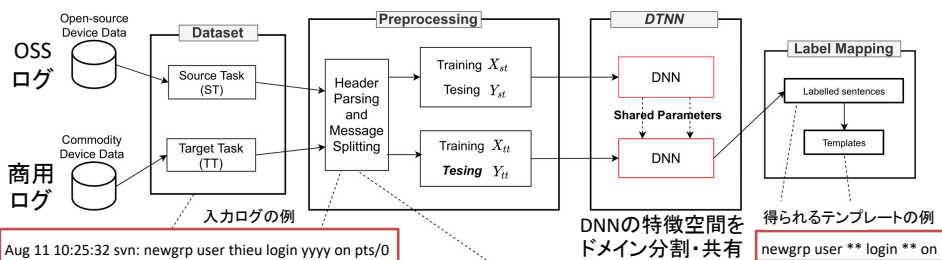 Open-source
Device Data
OSS
ログ
Commodity
Device Data
商用
ログ
Dataset
Source Task
(ST)
Target Task
(TT)
入力ログの例
Preprocessing
Header
Parsing
and
Message
Splitting
Training X_st
Tesing Y_st
Training X_tt
Tesing Y_tt
DTNN
DNN
Shared Parameters
DNN
DNNの特徴空間を
ドメイン分割・共有
Label Mapping
Labelled sentences
Templates
得られるテンプレートの例
Aug 11 10:25:32 svn: newgrp user thieu login yyyy on pts/0
newgrp user ** login ** on